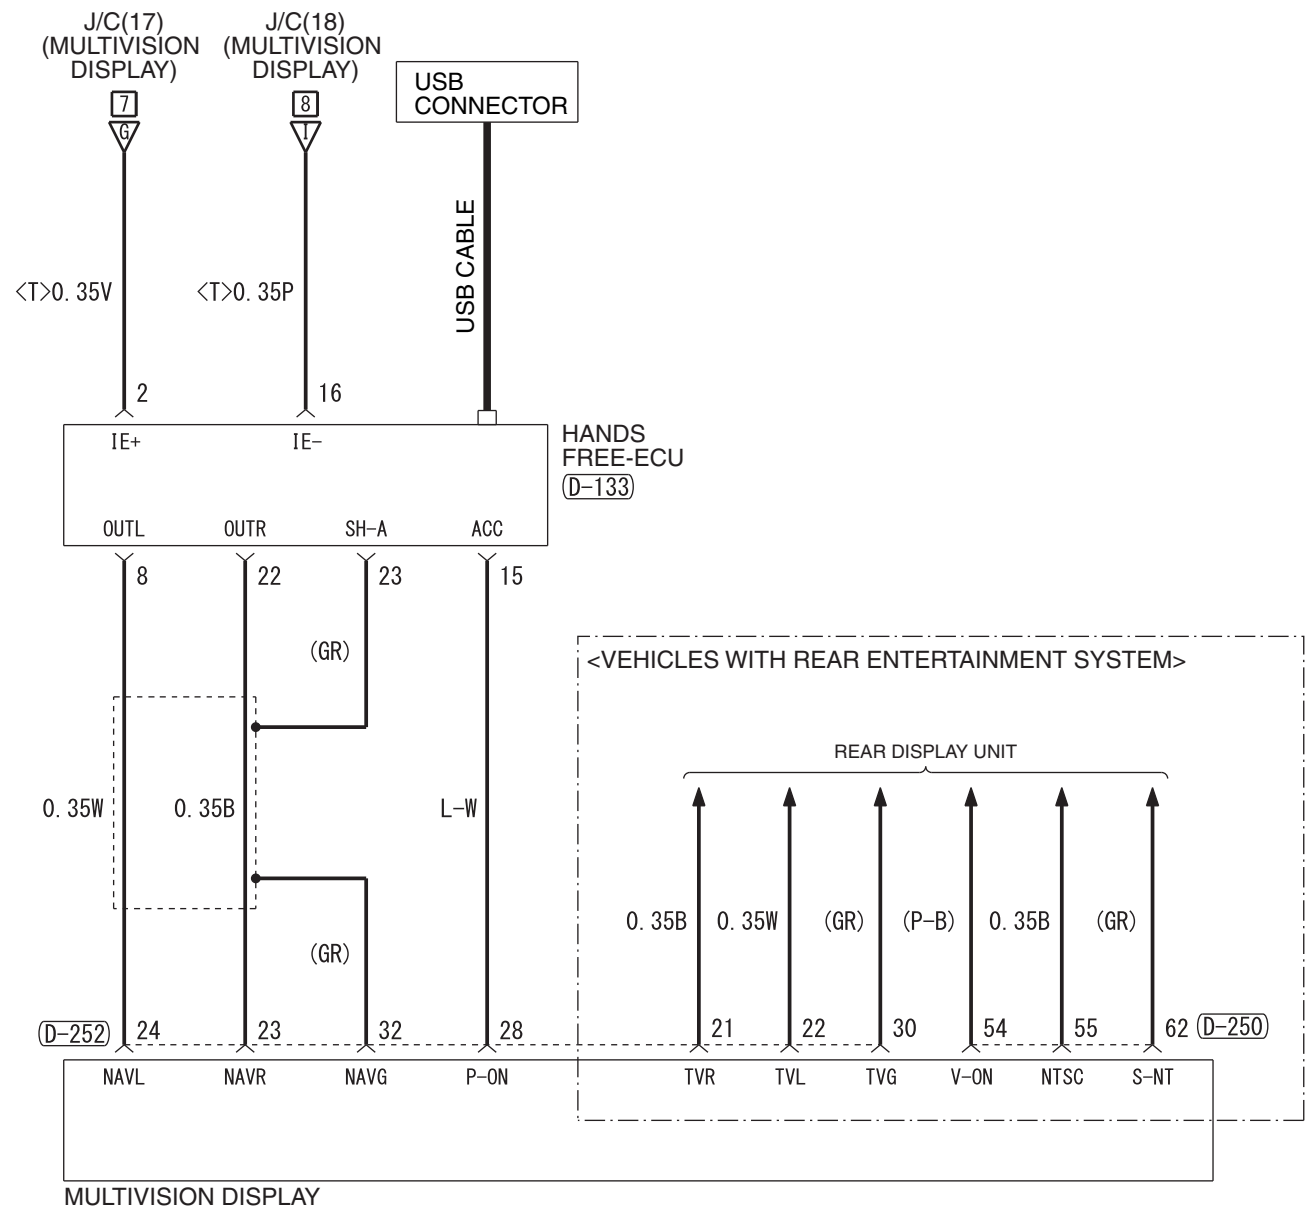 J/C(17)
(MULTIVISION
DISPLAY)
J/C(18)
(MULTIVISION
DISPLAY)
USB
CONNECTOR
7
8
G
I
USB CABLE
<T>0.35V
<T>0.35P
2
16
IE+
IE-
HANDS
FREE-ECU
D-133
OUTL
OUTR
SH-A
ACC
8
22
23
15
(GR)
<VEHICLES WITH REAR ENTERTAINMENT SYSTEM>
REAR DISPLAY UNIT
0.35W
0.35B
L-W
0.35B
0.35W
(GR)
(P-B)
0.35B
(GR)
(GR)
D-252
24
23
32
28
21
22
30
54
55
62
D-250
NAVL
NAVR
NAVG
P-ON
TVR
TVL
TVG
V-ON
NTSC
S-NT
MULTIVISION DISPLAY